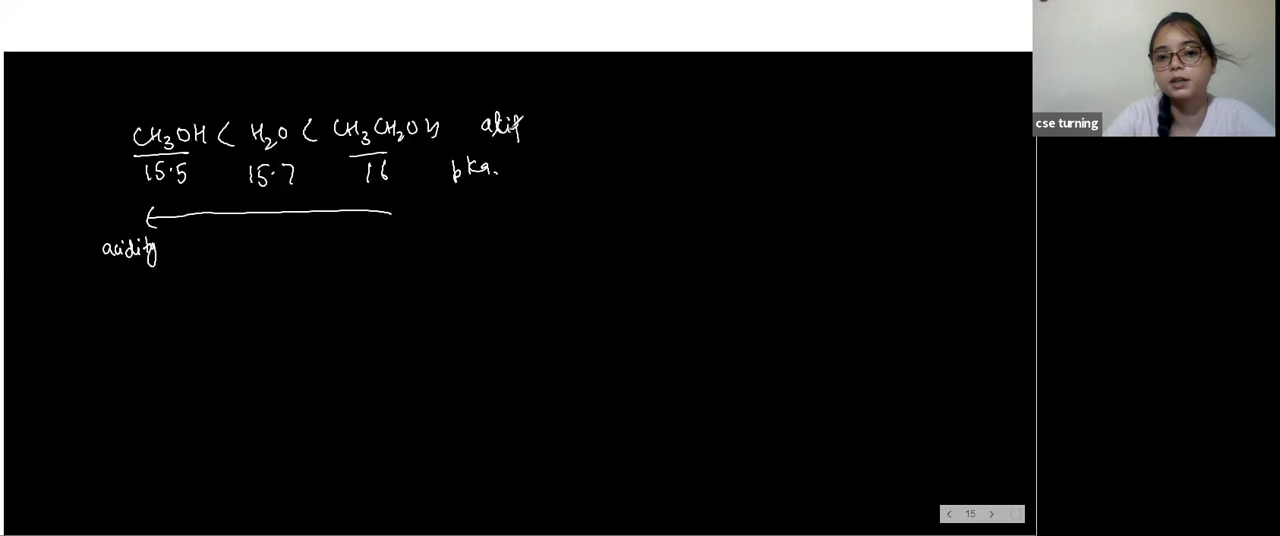 CH₃OH < H₂O < CH₃CH₂OH
15.5 15.7 16 pKa.
acidity
cse turning
15